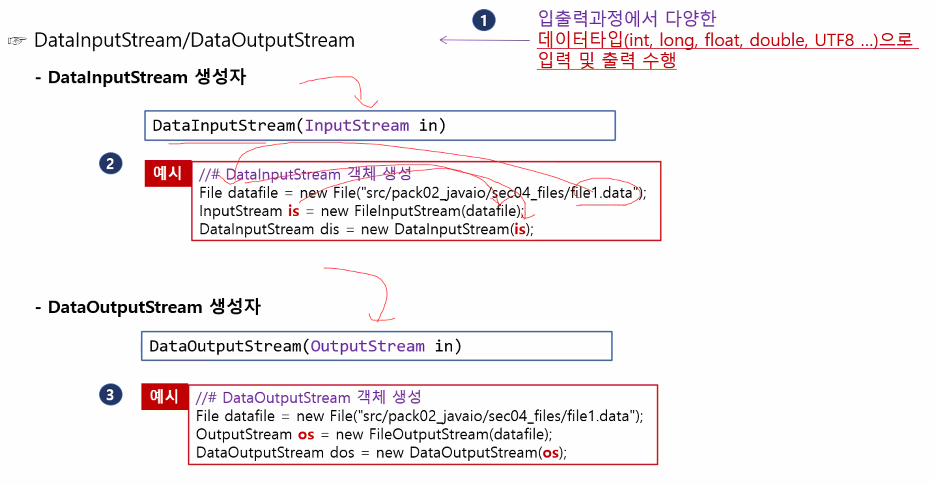 1 입출력과정에서 다양한
☞ DataInputStream/DataOutputStream
데이터타입(int, long, float, double, UTF8 ...)으로
입력 및 출력 수행
- DataInputStream 생성자
DataInputStream(InputStream in)
2 예시 //# DataInputStream 객체 생성
File datafile = new File("src/pack02_javaio/sec04_files/file1.data");
InputStream is = new FileInputStream(datafile);
DataInputStream dis = new DataInputStream(is);
- DataOutputStream 생성자
DataOutputStream(OutputStream in)
3 예시 //# DataOutputStream 객체 생성
File datafile = new File("src/pack02_javaio/sec04_files/file1.data");
OutputStream os = new FileOutputStream(datafile);
DataOutputStream dos = new DataOutputStream(os);